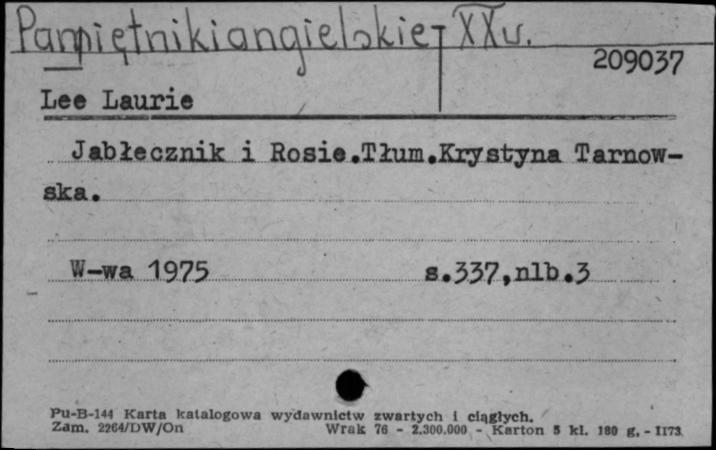 Pamiętniki angielskie - XX w.
209037
Lee Laurie
Jabłecznik i Rosie.Tłum.Krystyna Tarnow-
ska.
W-wa 1975 s.337,nlb.3
Pu-B-144 Karta katalogowa wydawnictw zwartych i ciągłych.
Zam. 2264/DW/On Wrak 76 - 2.300.000 - Karton 5 kl. 180 g. - II73